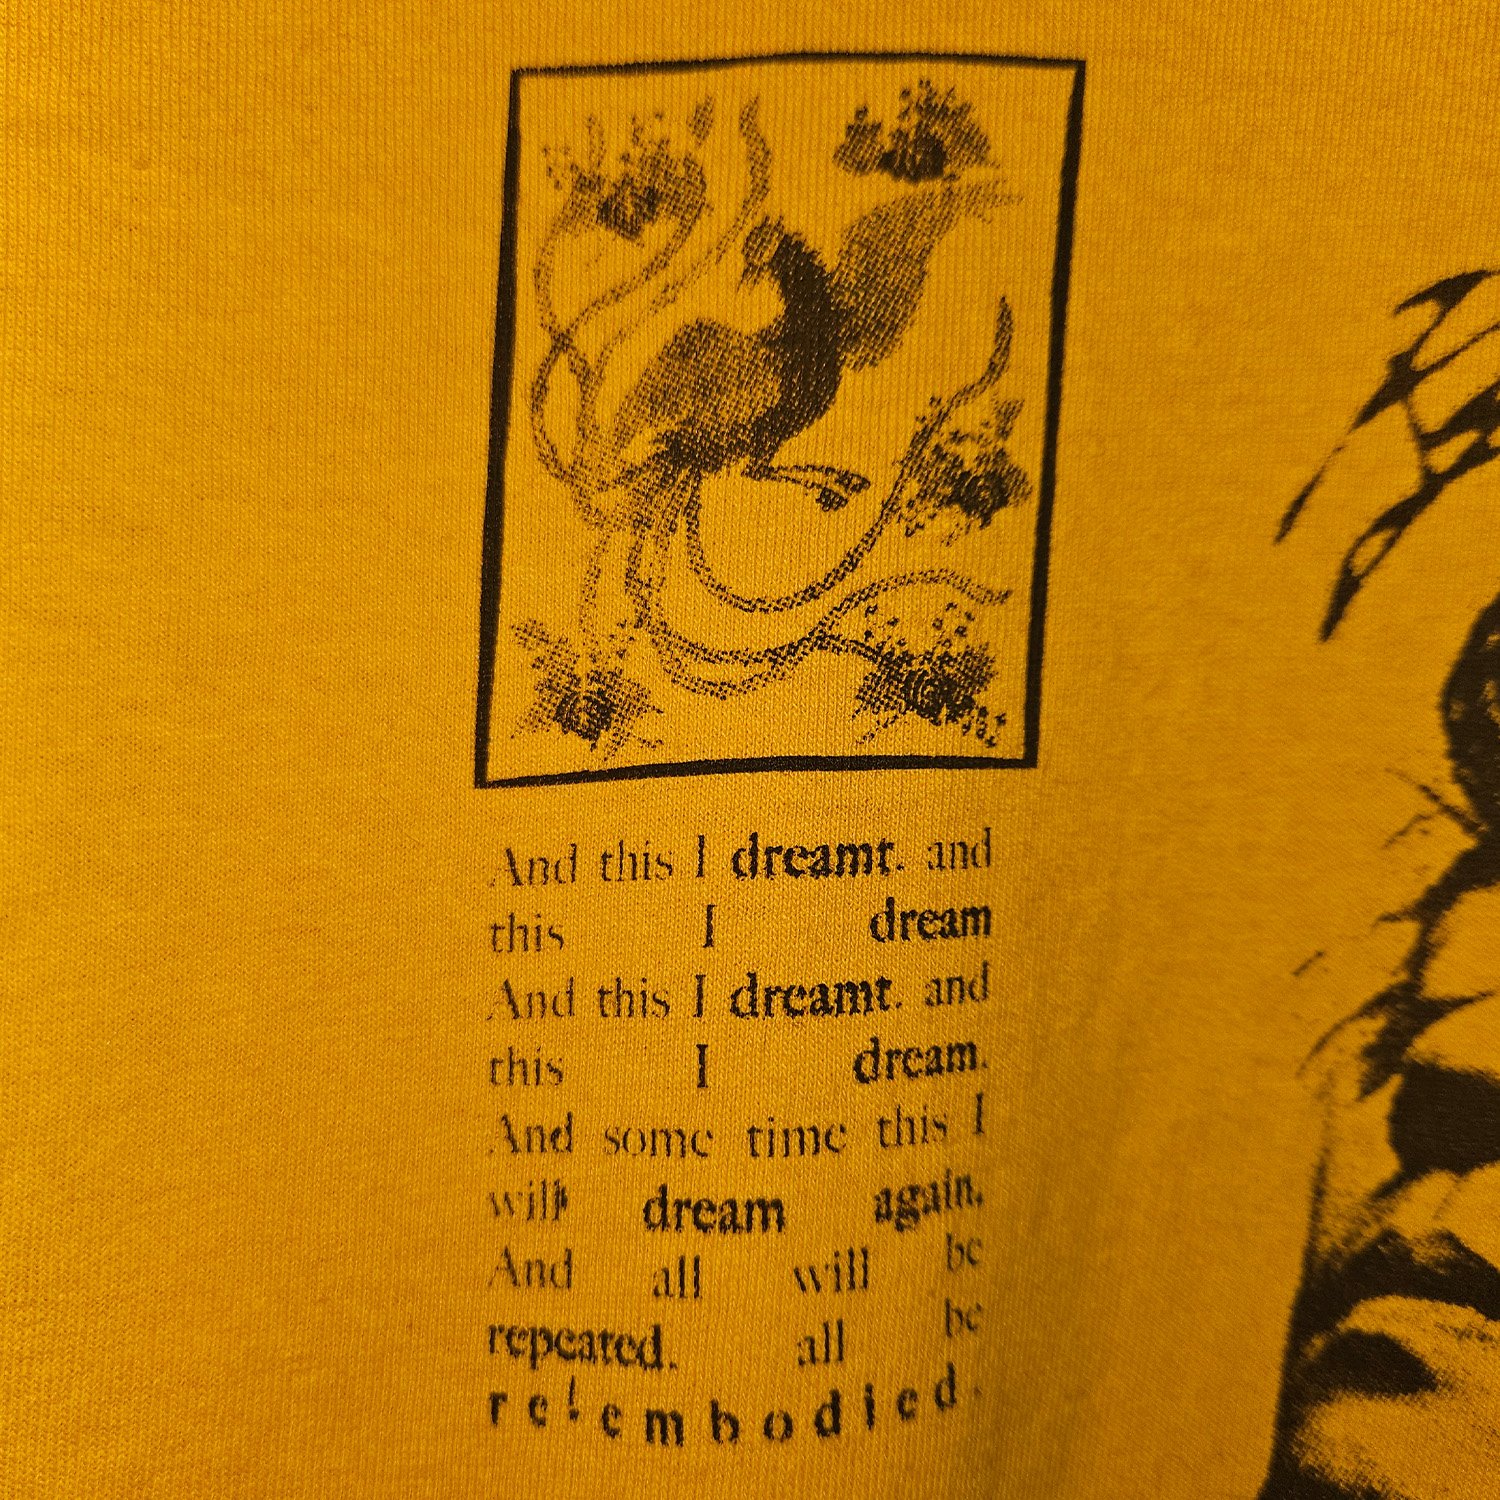 And this I dreamt. and
this I dream
And this I dreamt. and
this I dream.
And some time this I
will dream again.
And all will be
repeated. all be
re!embodied.